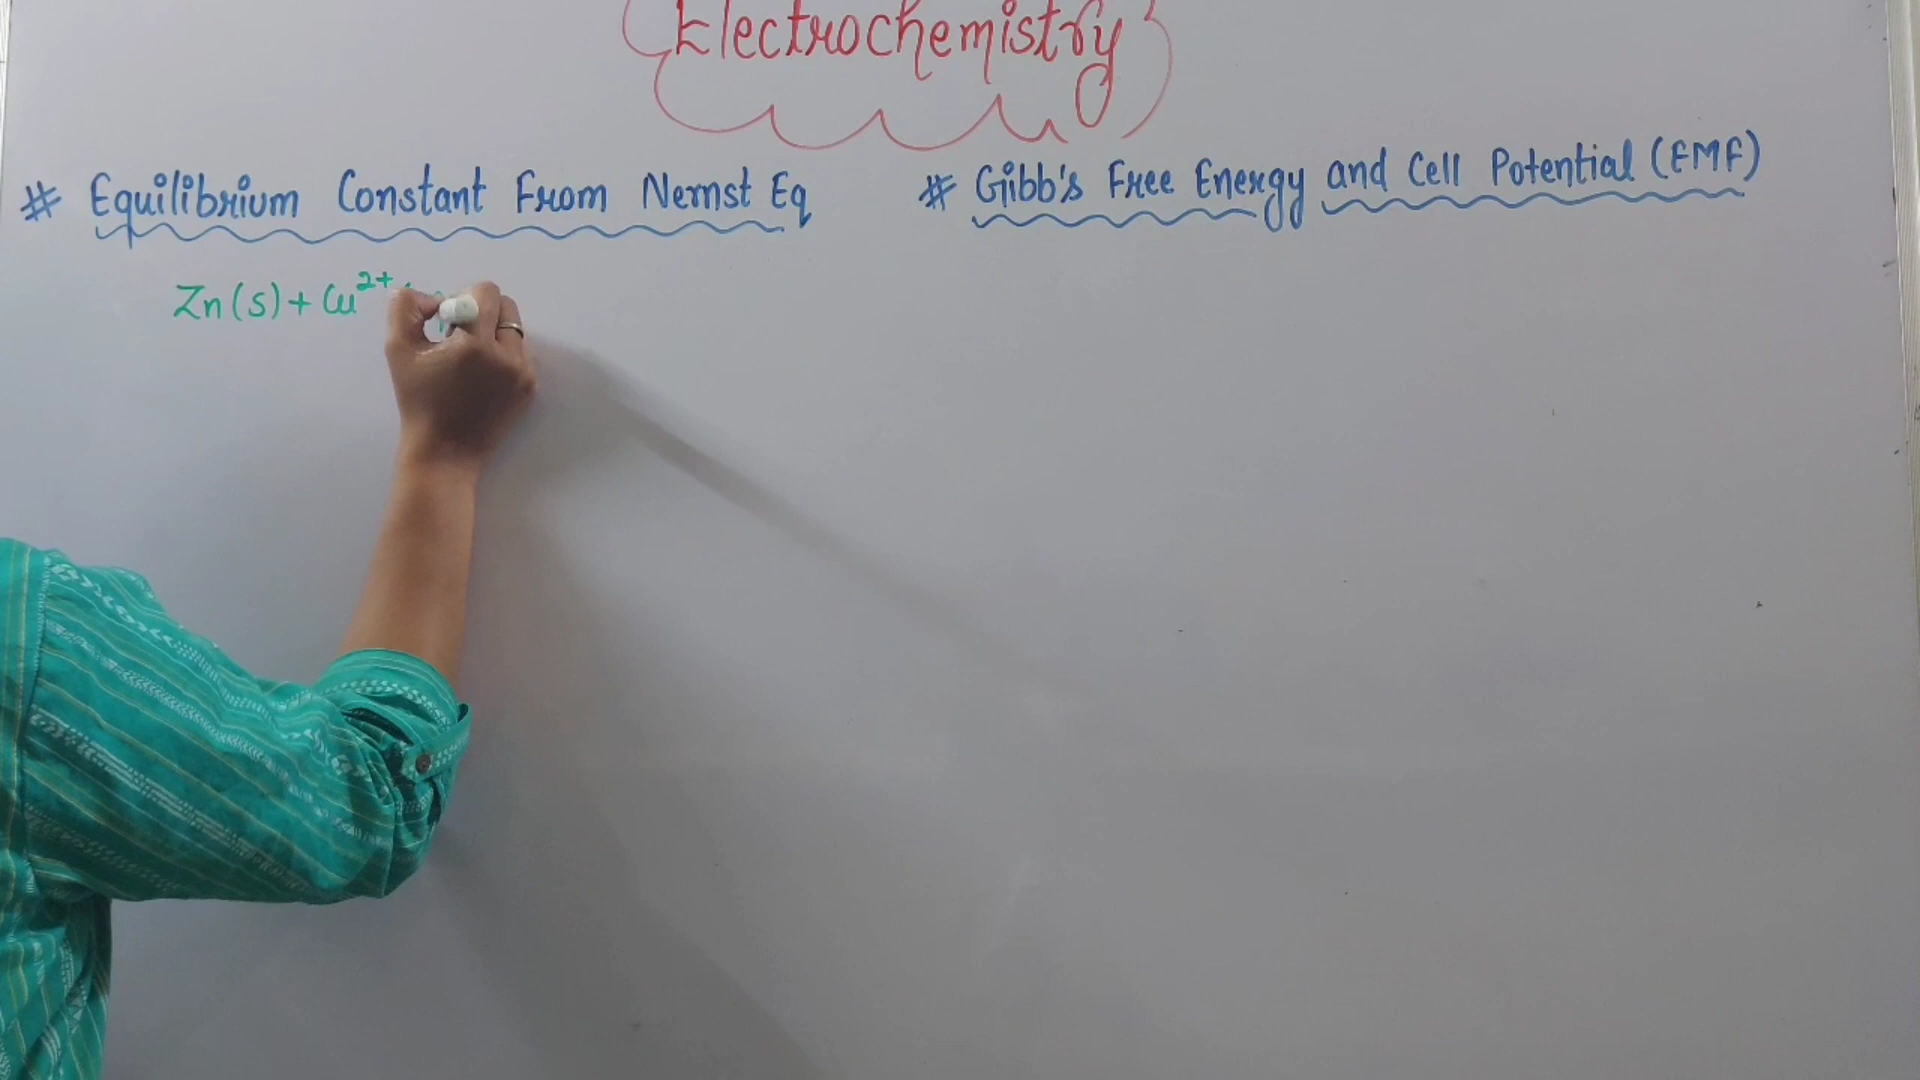 Electrochemistry
# Equilibrium Constant From Nernst Eq
# Gibb's Free Energy and Cell Potential (EMF)
Zn(s) + Cu²⁺